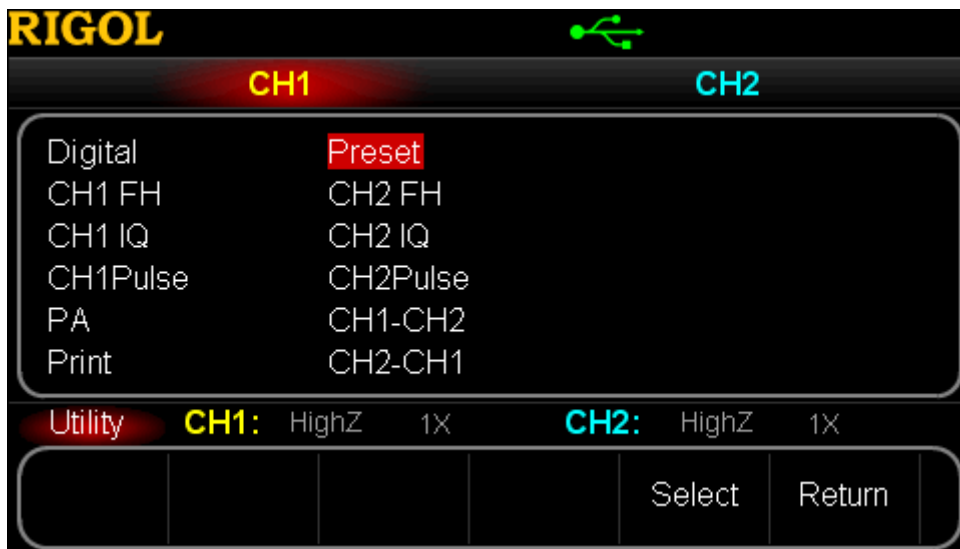 RIGOL
CH1 CH2
Digital Preset
CH1 FH CH2 FH
CH1 IQ CH2 IQ
CH1Pulse CH2Pulse
PA CH1-CH2
Print CH2-CH1
Utility CH1: HighZ 1X CH2: HighZ 1X
Select Return